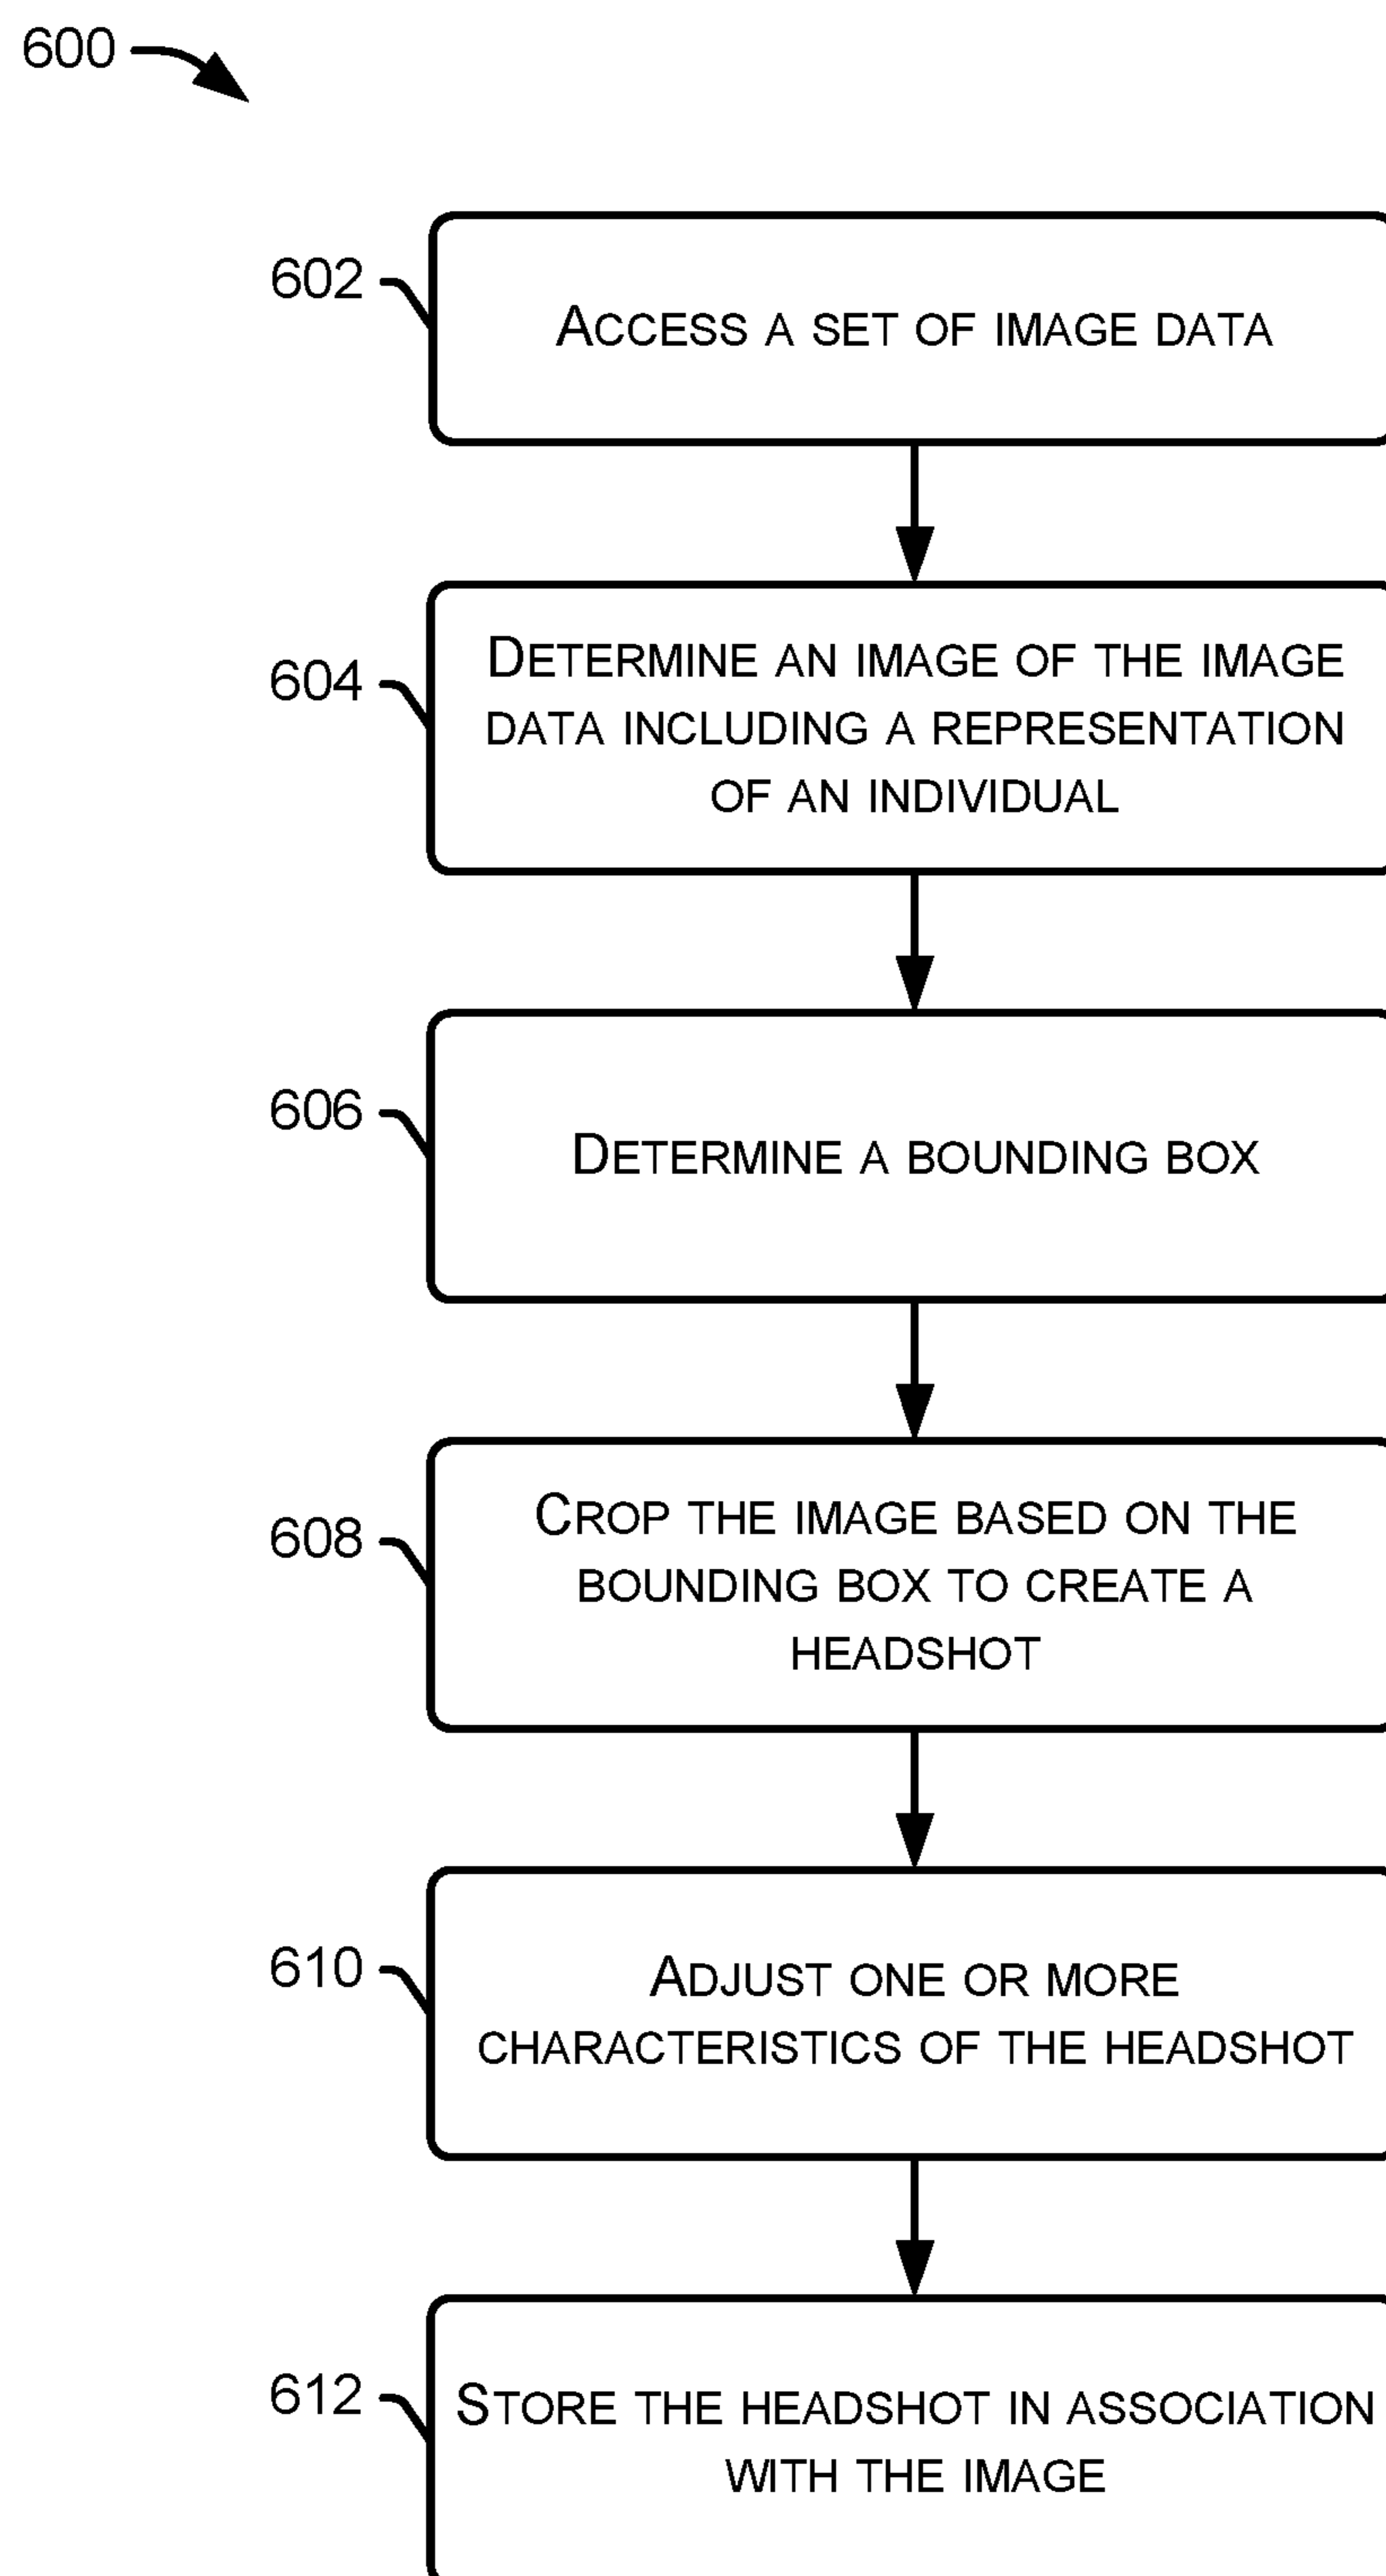 600
602
ACCESS A SET OF IMAGE DATA
604
DETERMINE AN IMAGE OF THE IMAGE
DATA INCLUDING A REPRESENTATION
OF AN INDIVIDUAL
606
DETERMINE A BOUNDING BOX
608
CROP THE IMAGE BASED ON THE
BOUNDING BOX TO CREATE A
HEADSHOT
610
ADJUST ONE OR MORE
CHARACTERISTICS OF THE HEADSHOT
612
STORE THE HEADSHOT IN ASSOCIATION
WITH THE IMAGE